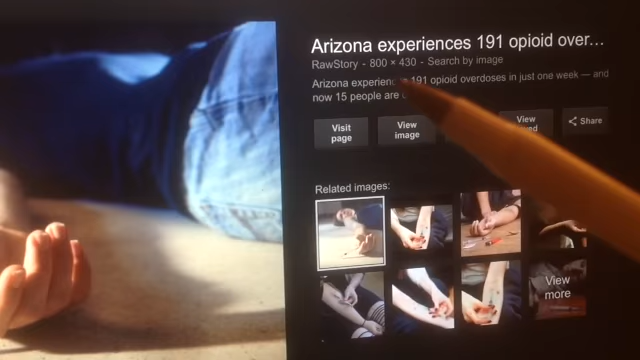 Arizona experiences 191 opioid over...
RawStory - 800 × 430 - Search by image
Arizona 191 opioid overdoses in just one week — and
now 15 people are
Visit page
View image
View
Share
Related images:
View more